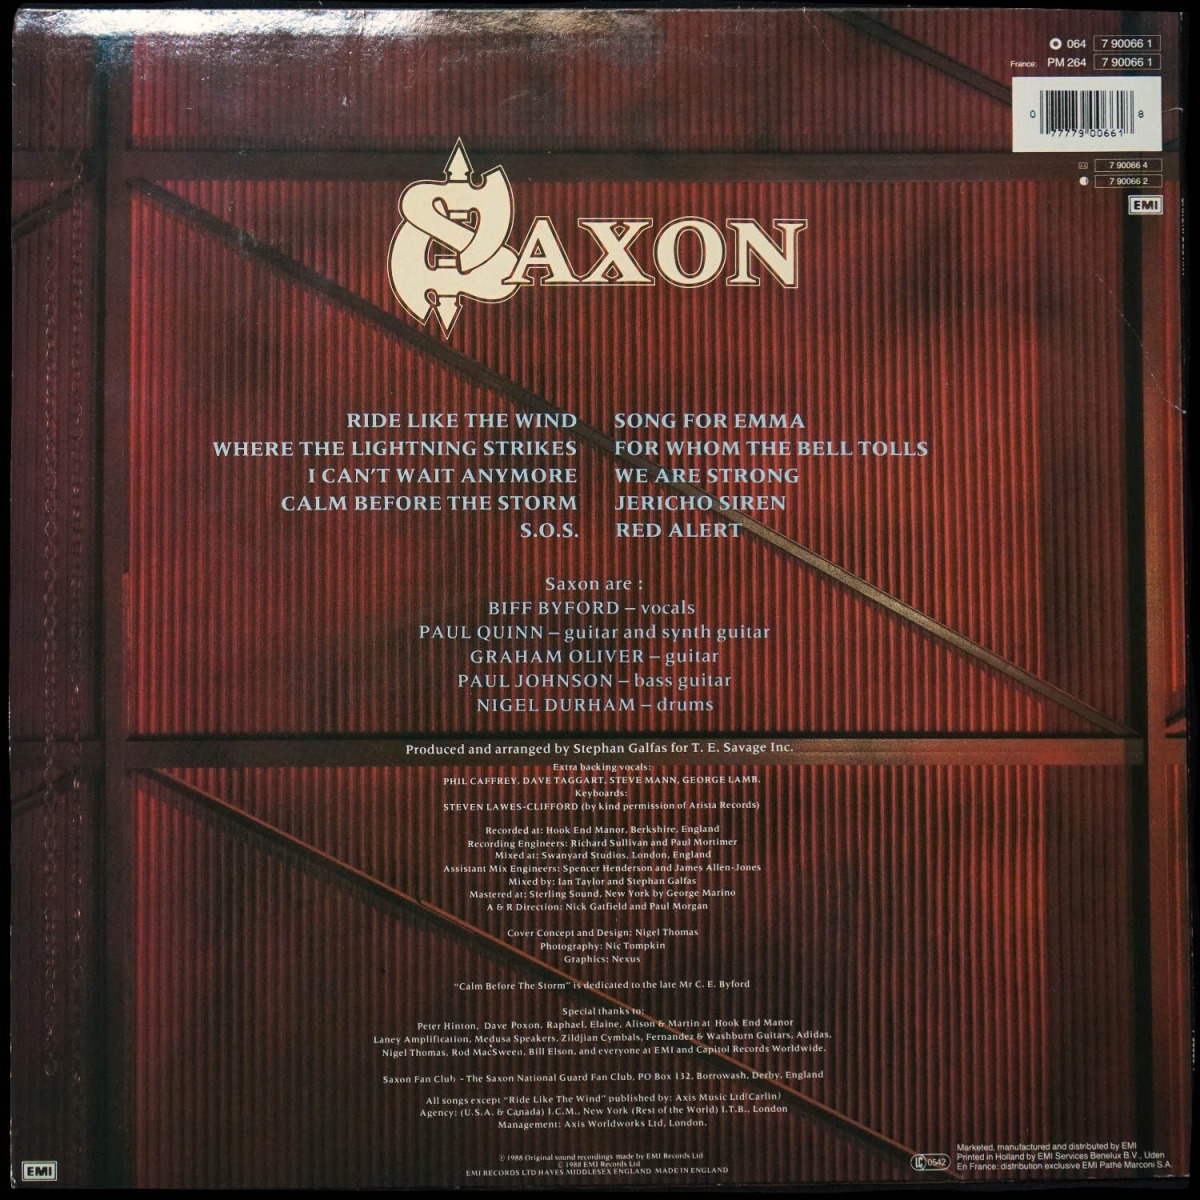 064 7 90066 1
France: PM 264 7 90066 1
0 77779 00661 8
7 90066 4
7 90066 2
EMI
SAXON
RIDE LIKE THE WIND
WHERE THE LIGHTNING STRIKES
I CAN'T WAIT ANYMORE
CALM BEFORE THE STORM
S.O.S.
SONG FOR EMMA
FOR WHOM THE BELL TOLLS
WE ARE STRONG
JERICHO SIREN
RED ALERT
Saxon are :
BIFF BYFORD – vocals
PAUL QUINN – guitar and synth guitar
GRAHAM OLIVER – guitar
PAUL JOHNSON – bass guitar
NIGEL DURHAM – drums
Produced and arranged by Stephan Galfas for T. E. Savage Inc.
Extra backing vocals:
PHIL CAFFREY, DAVE TAGGART, STEVE MANN, GEORGE LAMB.
Keyboards:
STEVEN LAWES-CLIFFORD (by kind permission of Arista Records)
Recorded at: Hook End Manor, Berkshire, England
Recording Engineers: Richard Sullivan and Paul Mortimer
Mixed at: Swanyard Studios, London, England
Assistant Mix Engineers: Spencer Henderson and James Allen-Jones
Mixed by: Ian Taylor and Stephan Galfas
Mastered at: Sterling Sound, New York by George Marino
A & R Direction: Nick Gatfield and Paul Morgan
Cover Concept and Design: Nigel Thomas
Photography: Nic Tompkin
Graphics: Nexus
"Calm Before The Storm" is dedicated to the late Mr C. E. Byford
Special thanks to:
Peter Hinton, Dave Poxon, Raphael, Elaine, Alison & Martin at Hook End Manor
Laney Amplification, Medusa Speakers, Zildjian Cymbals, Fernandez & Washburn Guitars, Adidas,
Nigel Thomas, Rod MacSween, Bill Elson, and everyone at EMI and Capitol Records Worldwide.
Saxon Fan Club - The Saxon National Guard Fan Club, PO Box 132, Borrowash, Derby, England
All songs except "Ride Like The Wind" published by: Axis Music Ltd(Carlin)
Agency: (U.S.A. & Canada) I.C.M., New York (Rest of the World) I.T.B., London
Management: Axis Worldworks Ltd, London.
℗ 1988 Original sound recordings made by EMI Records Ltd
© 1988 EMI Records Ltd
EMI RECORDS LTD HAYES MIDDLESEX ENGLAND MADE IN ENGLAND
EMI
LC 0542
Marketed, manufactured and distributed by EMI
Printed in Holland by EMI Services Benelux B.V., Uden
En France: distribution exclusive EMI Pathé Marconi S.A.